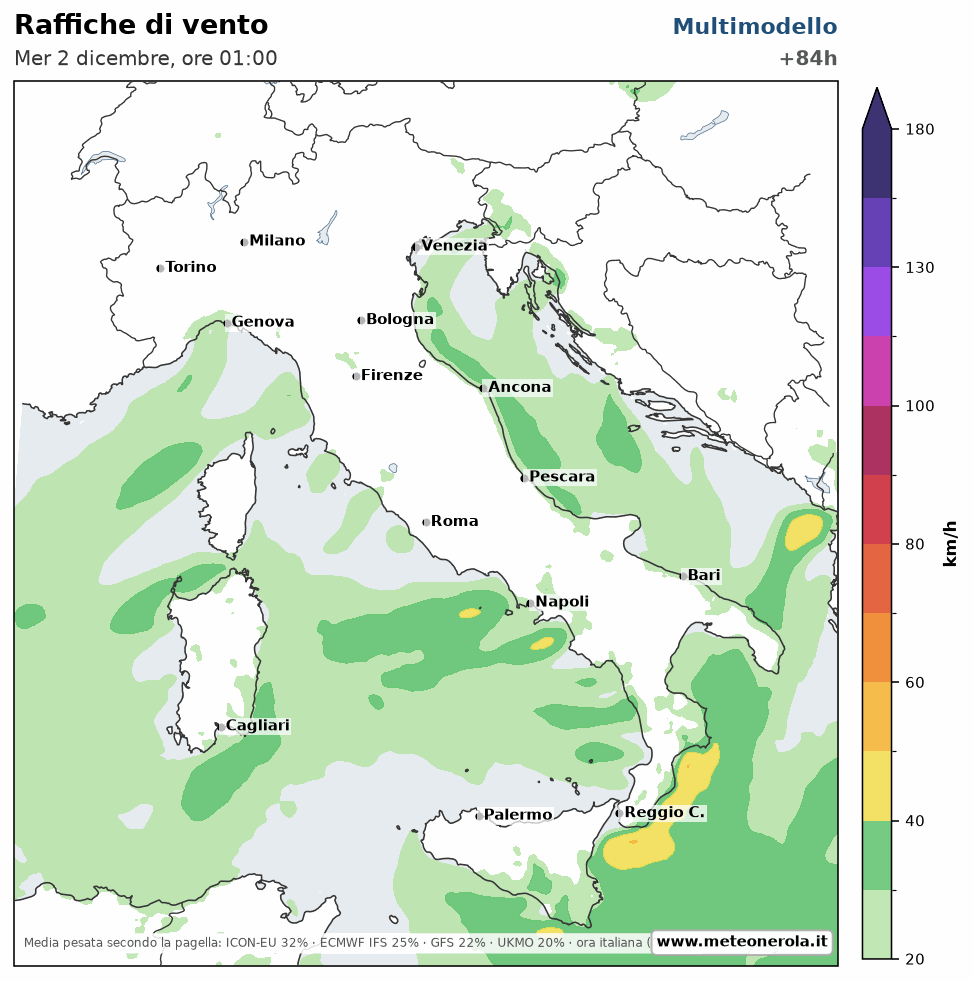 Raffiche di vento
Multimodello
Mer 2 dicembre, ore 01:00
+84h
180
Milano
Venezia
Torino
130
Genova
Bologna
Firenze
Ancona
100
Pescara
km/h
Roma
80
Bari
Napoli
60
Cagliari
Palermo
Reggio C.
40
Media pesata secondo la pagella: ICON-EU 32% · ECMWF IFS 25% · GFS 22% · UKMO 20% · ora italiana (
www.meteonerola.it
20